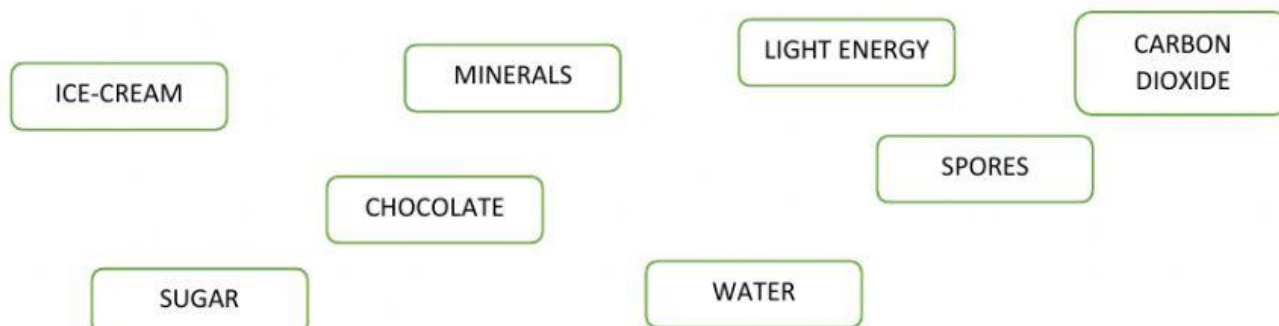 LIGHT ENERGY
CARBON
DIOXIDE
MINERALS
ICE-CREAM
SPORES
CHOCOLATE
WATER
SUGAR